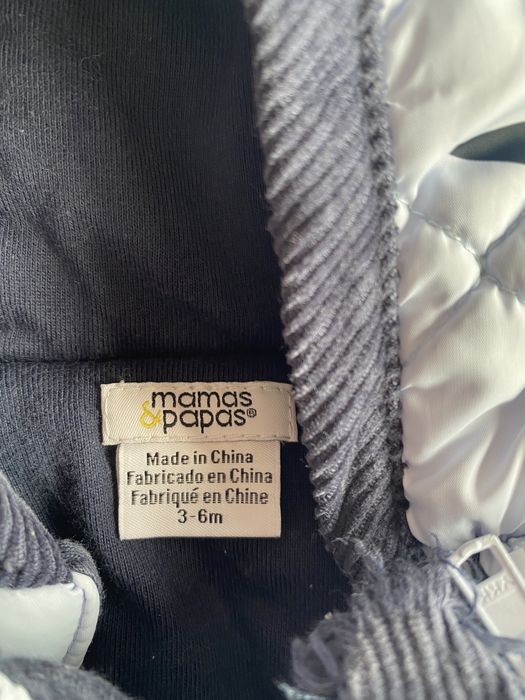 mamas
&papas®
Made in China
Fabricado en China
Fabriqué en Chine
3-6m